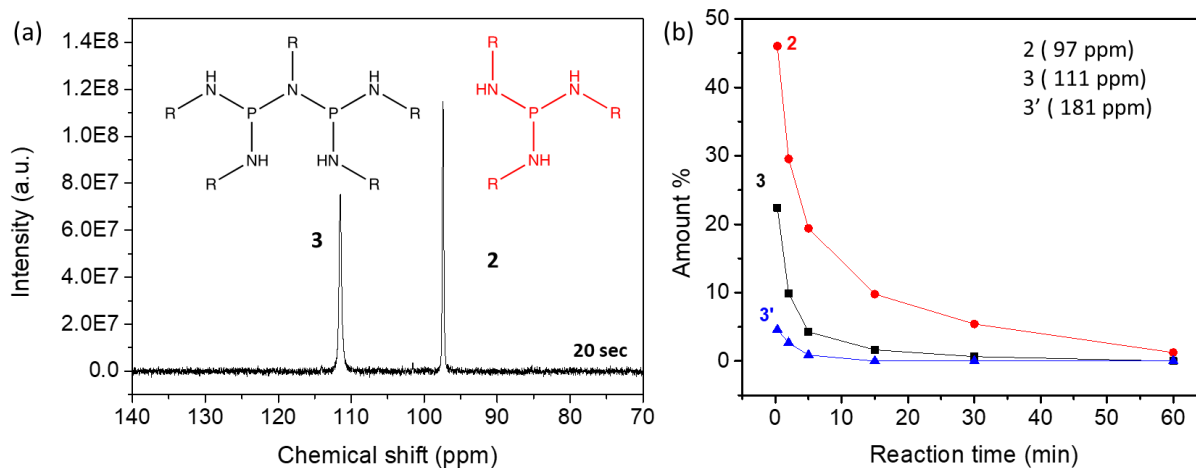 (a)
Intensity (a.u.)
1.4E8
1.2E8
1.0E8
8.0E7
6.0E7
4.0E7
2.0E7
0.0
R
H
N
N
H
N
R
P
P
R
NH
NH
R
R
3
R
HN
H
N
P
R
NH
R
2
20 sec
140
130
120
110
100
90
80
70
Chemical shift (ppm)
(b)
Amount %
50
40
30
20
10
0
2
3
3'
2 ( 97 ppm)
3 ( 111 ppm)
3’ ( 181 ppm)
0
10
20
30
40
50
60
Reaction time (min)